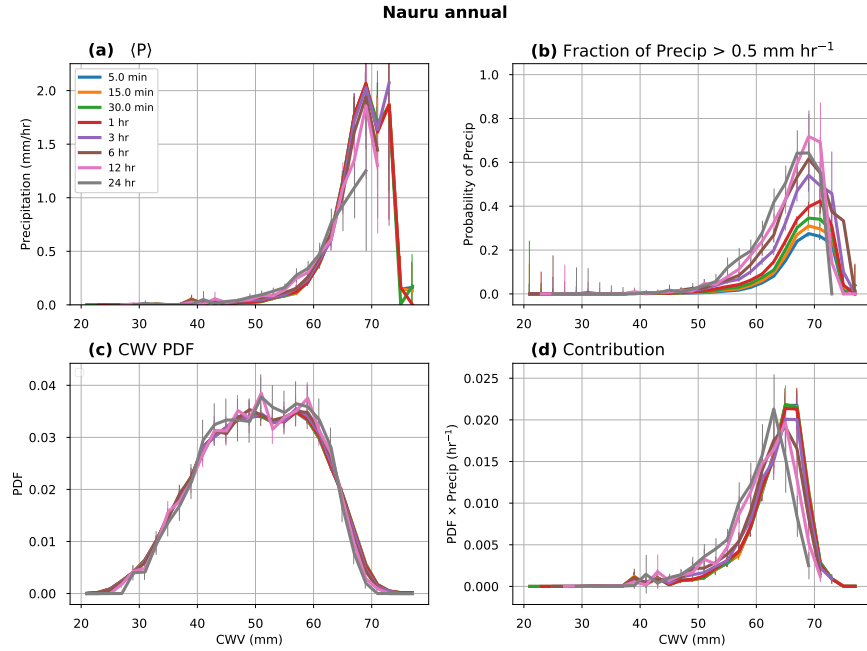 Nauru annual
(a) ⟨P⟩
Precipitation (mm/hr)
2.0
1.5
1.0
0.5
0.0
5.0 min
15.0 min
30.0 min
1 hr
3 hr
6 hr
12 hr
24 hr
20 30 40 50 60 70
(b) Fraction of Precip > 0.5 mm hr⁻¹
Probability of Precip
1.0
0.8
0.6
0.4
0.2
0.0
20 30 40 50 60 70
(c) CWV PDF
PDF
0.04
0.03
0.02
0.01
0.00
20 30 40 50 60 70
CWV (mm)
(d) Contribution
PDF × Precip (hr⁻¹)
0.025
0.020
0.015
0.010
0.005
0.000
20 30 40 50 60 70
CWV (mm)